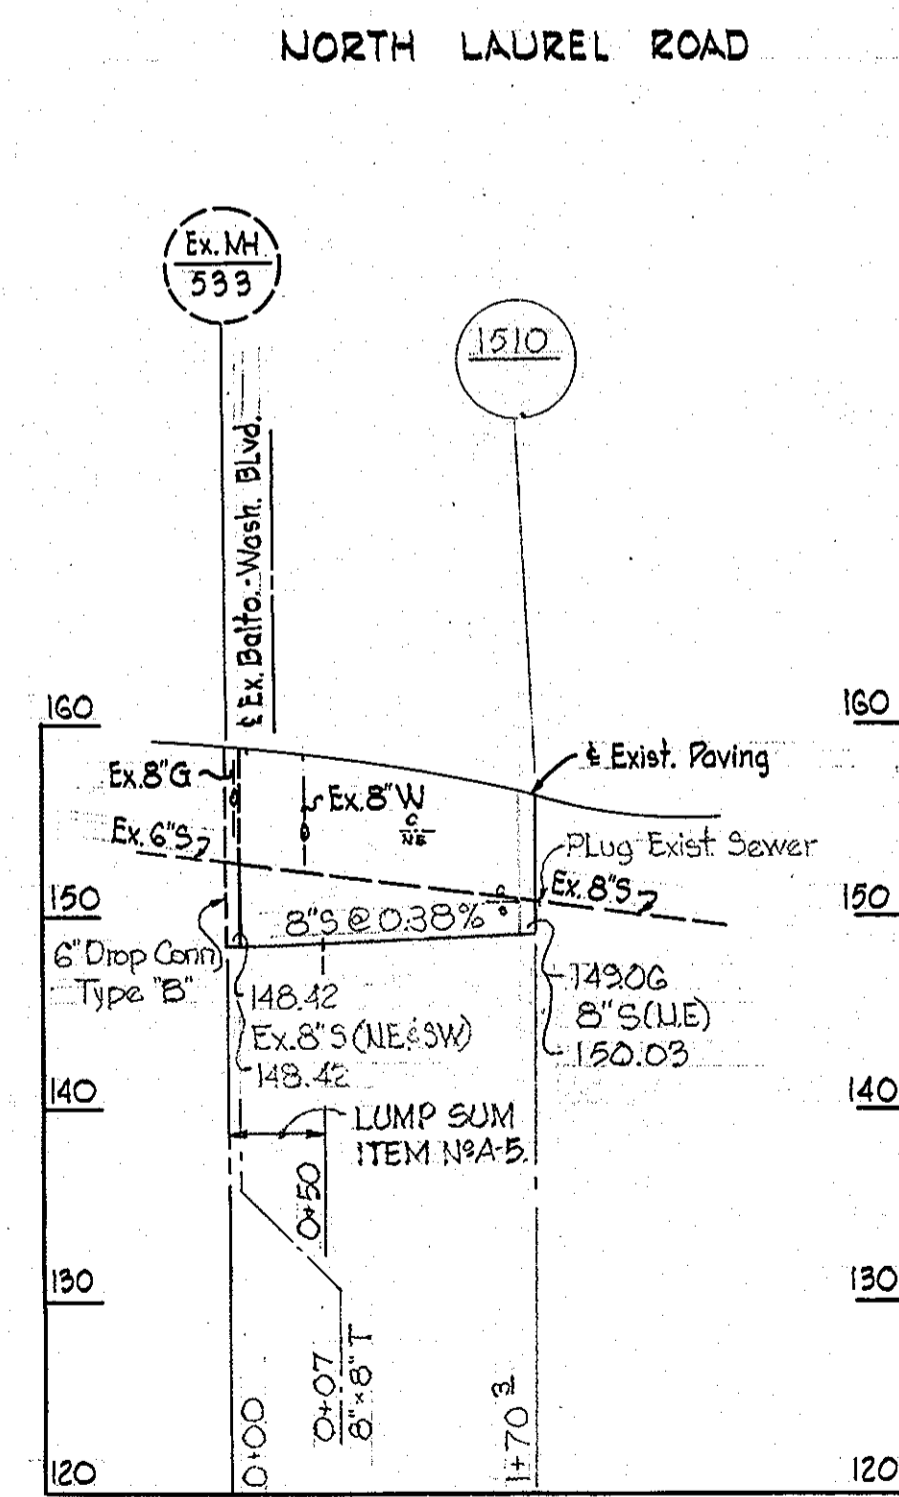 NORTH LAUREL ROAD
Ex. MH
533
1510
℄ Ex. Balto.-Wash. Blvd.
160
160
℄ Exist. Paving
Ex. 8"G
Ex. 8"W
C
NE
Ex. 6"S
PLug Exist Sewer
Ex. 8"S
150
150
8"S @ 0.38%
6" Drop Conn
Type "B"
148.42
Ex. 8"S (NE & SW)
148.42
149.06
8"S (N.E)
150.03
140
140
LUMP SUM
ITEM Nº A-5.
0+50
130
130
0+00
0+07
8"×8" T
1+70 3
120
120